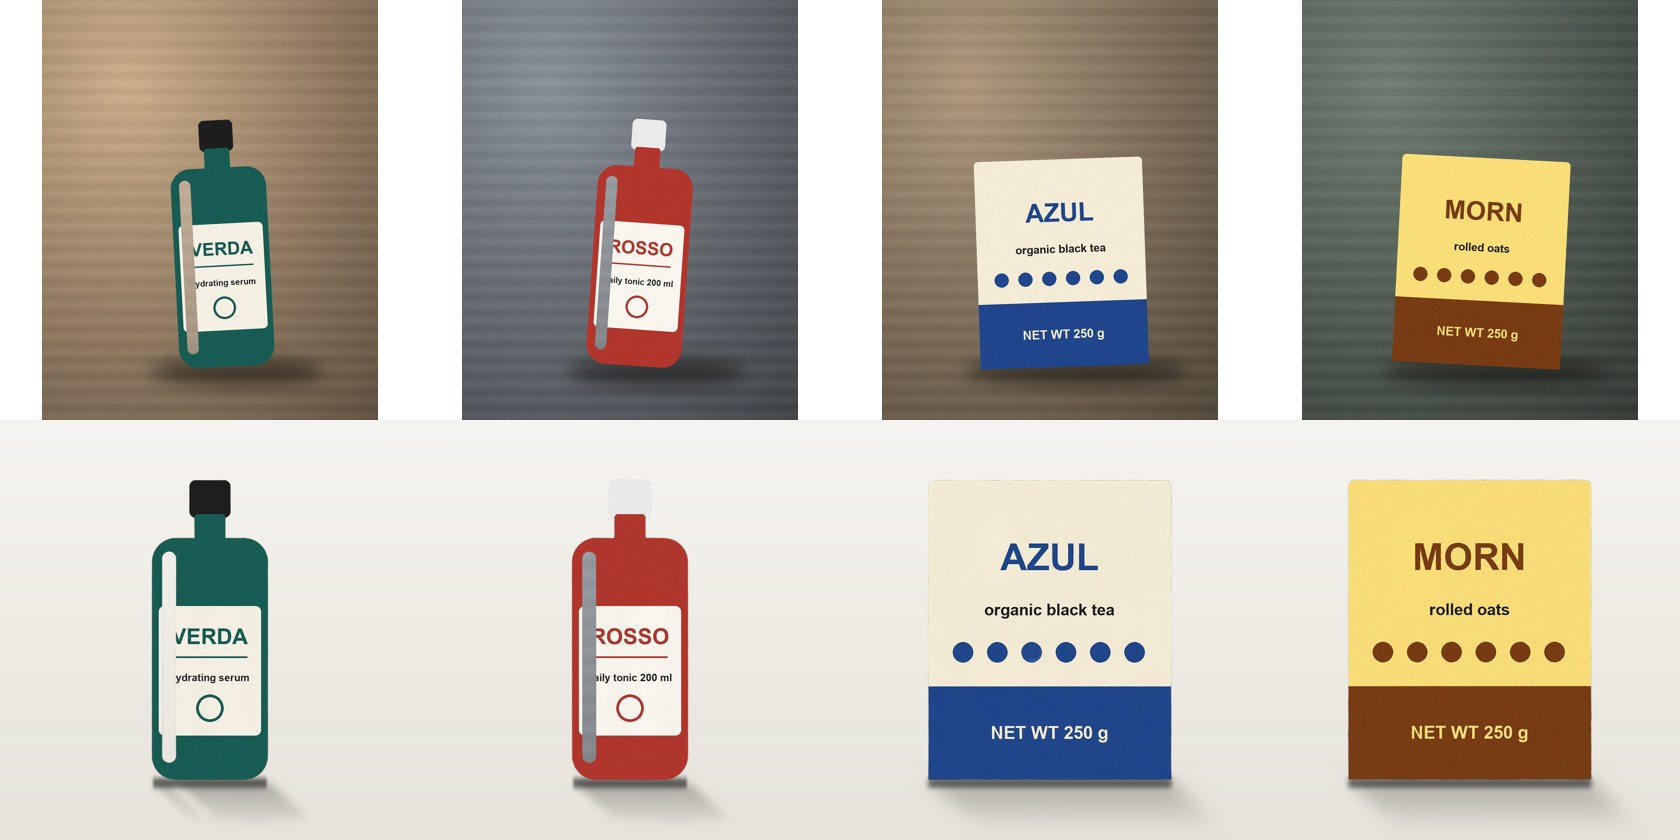 VERDA
ydrating serum
ROSSO
aily tonic 200 ml
AZUL
organic black tea
NET WT 250 g
MORN
rolled oats
NET WT 250 g
VERDA
ydrating serum
ROSSO
aily tonic 200 ml
AZUL
organic black tea
NET WT 250 g
MORN
rolled oats
NET WT 250 g